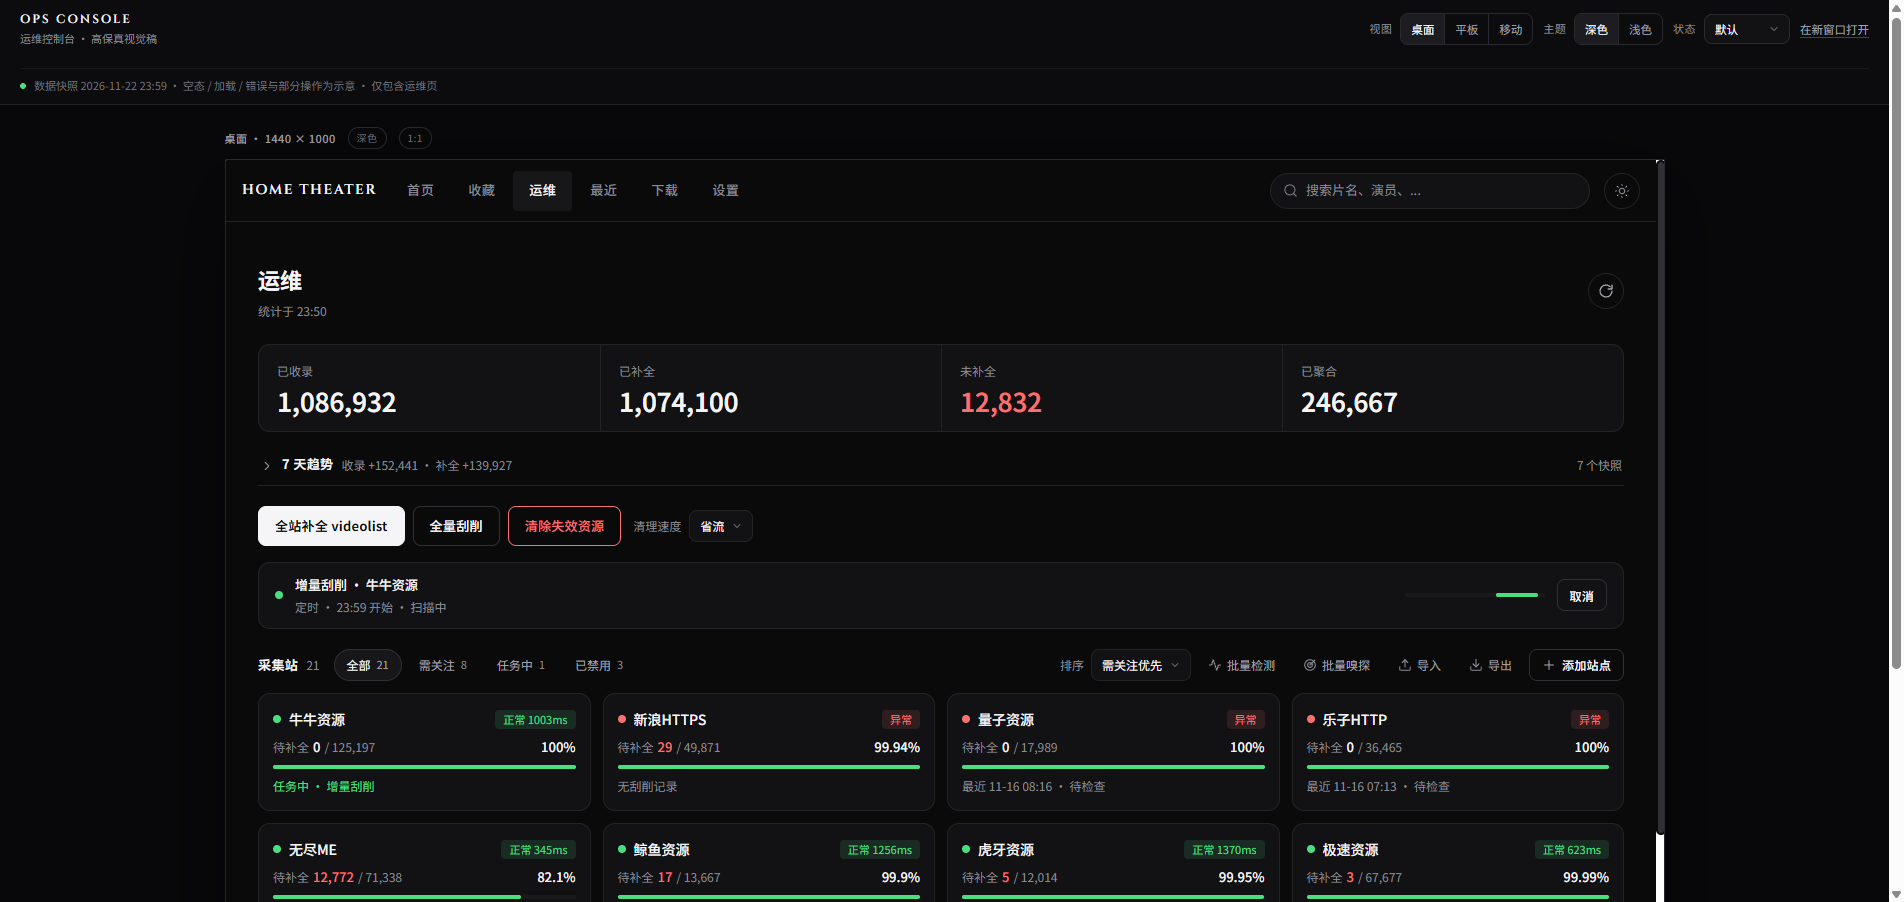 OPS CONSOLE
运维控制台 • 高保真视觉稿
视图 桌面 平板 移动 主题 深色 浅色 状态 默认 在新窗口打开
数据快照 2026-11-22 23:59 • 空态 / 加载 / 错误与部分操作为示意 • 仅包含运维页
桌面 • 1440 × 1000 深色 1:1
HOME THEATER 首页 收藏 运维 最近 下载 设置 搜索片名、演员、...
运维
统计于 23:50
已收录 已补全 未补全 已聚合
1,086,932 1,074,100 12,832 246,667
7 天趋势 收录 +152,441 • 补全 +139,927 7 个快照
全站补全 videolist 全量刮削 清除失效资源 清理速度 省流
增量刮削 • 牛牛资源
定时 • 23:59 开始 • 扫描中
取消
采集站 21 全部 21 需关注 8 任务中 1 已禁用 3 排序 需关注优先 批量检测 批量嗅探 导入 导出 添加站点
牛牛资源 正常 1003ms
待补全 0 / 125,197 100%
任务中 • 增量刮削
新浪HTTPS 异常
待补全 29 / 49,871 99.94%
无刮削记录
量子资源 异常
待补全 0 / 17,989 100%
最近 11-16 08:16 • 待检查
乐子HTTP 异常
待补全 0 / 36,465 100%
最近 11-16 07:13 • 待检查
无尽ME 正常 345ms
待补全 12,772 / 71,338 82.1%
鲸鱼资源 正常 1256ms
待补全 17 / 13,667 99.9%
虎牙资源 正常 1370ms
待补全 5 / 12,014 99.95%
极速资源 正常 623ms
待补全 3 / 67,677 99.99%